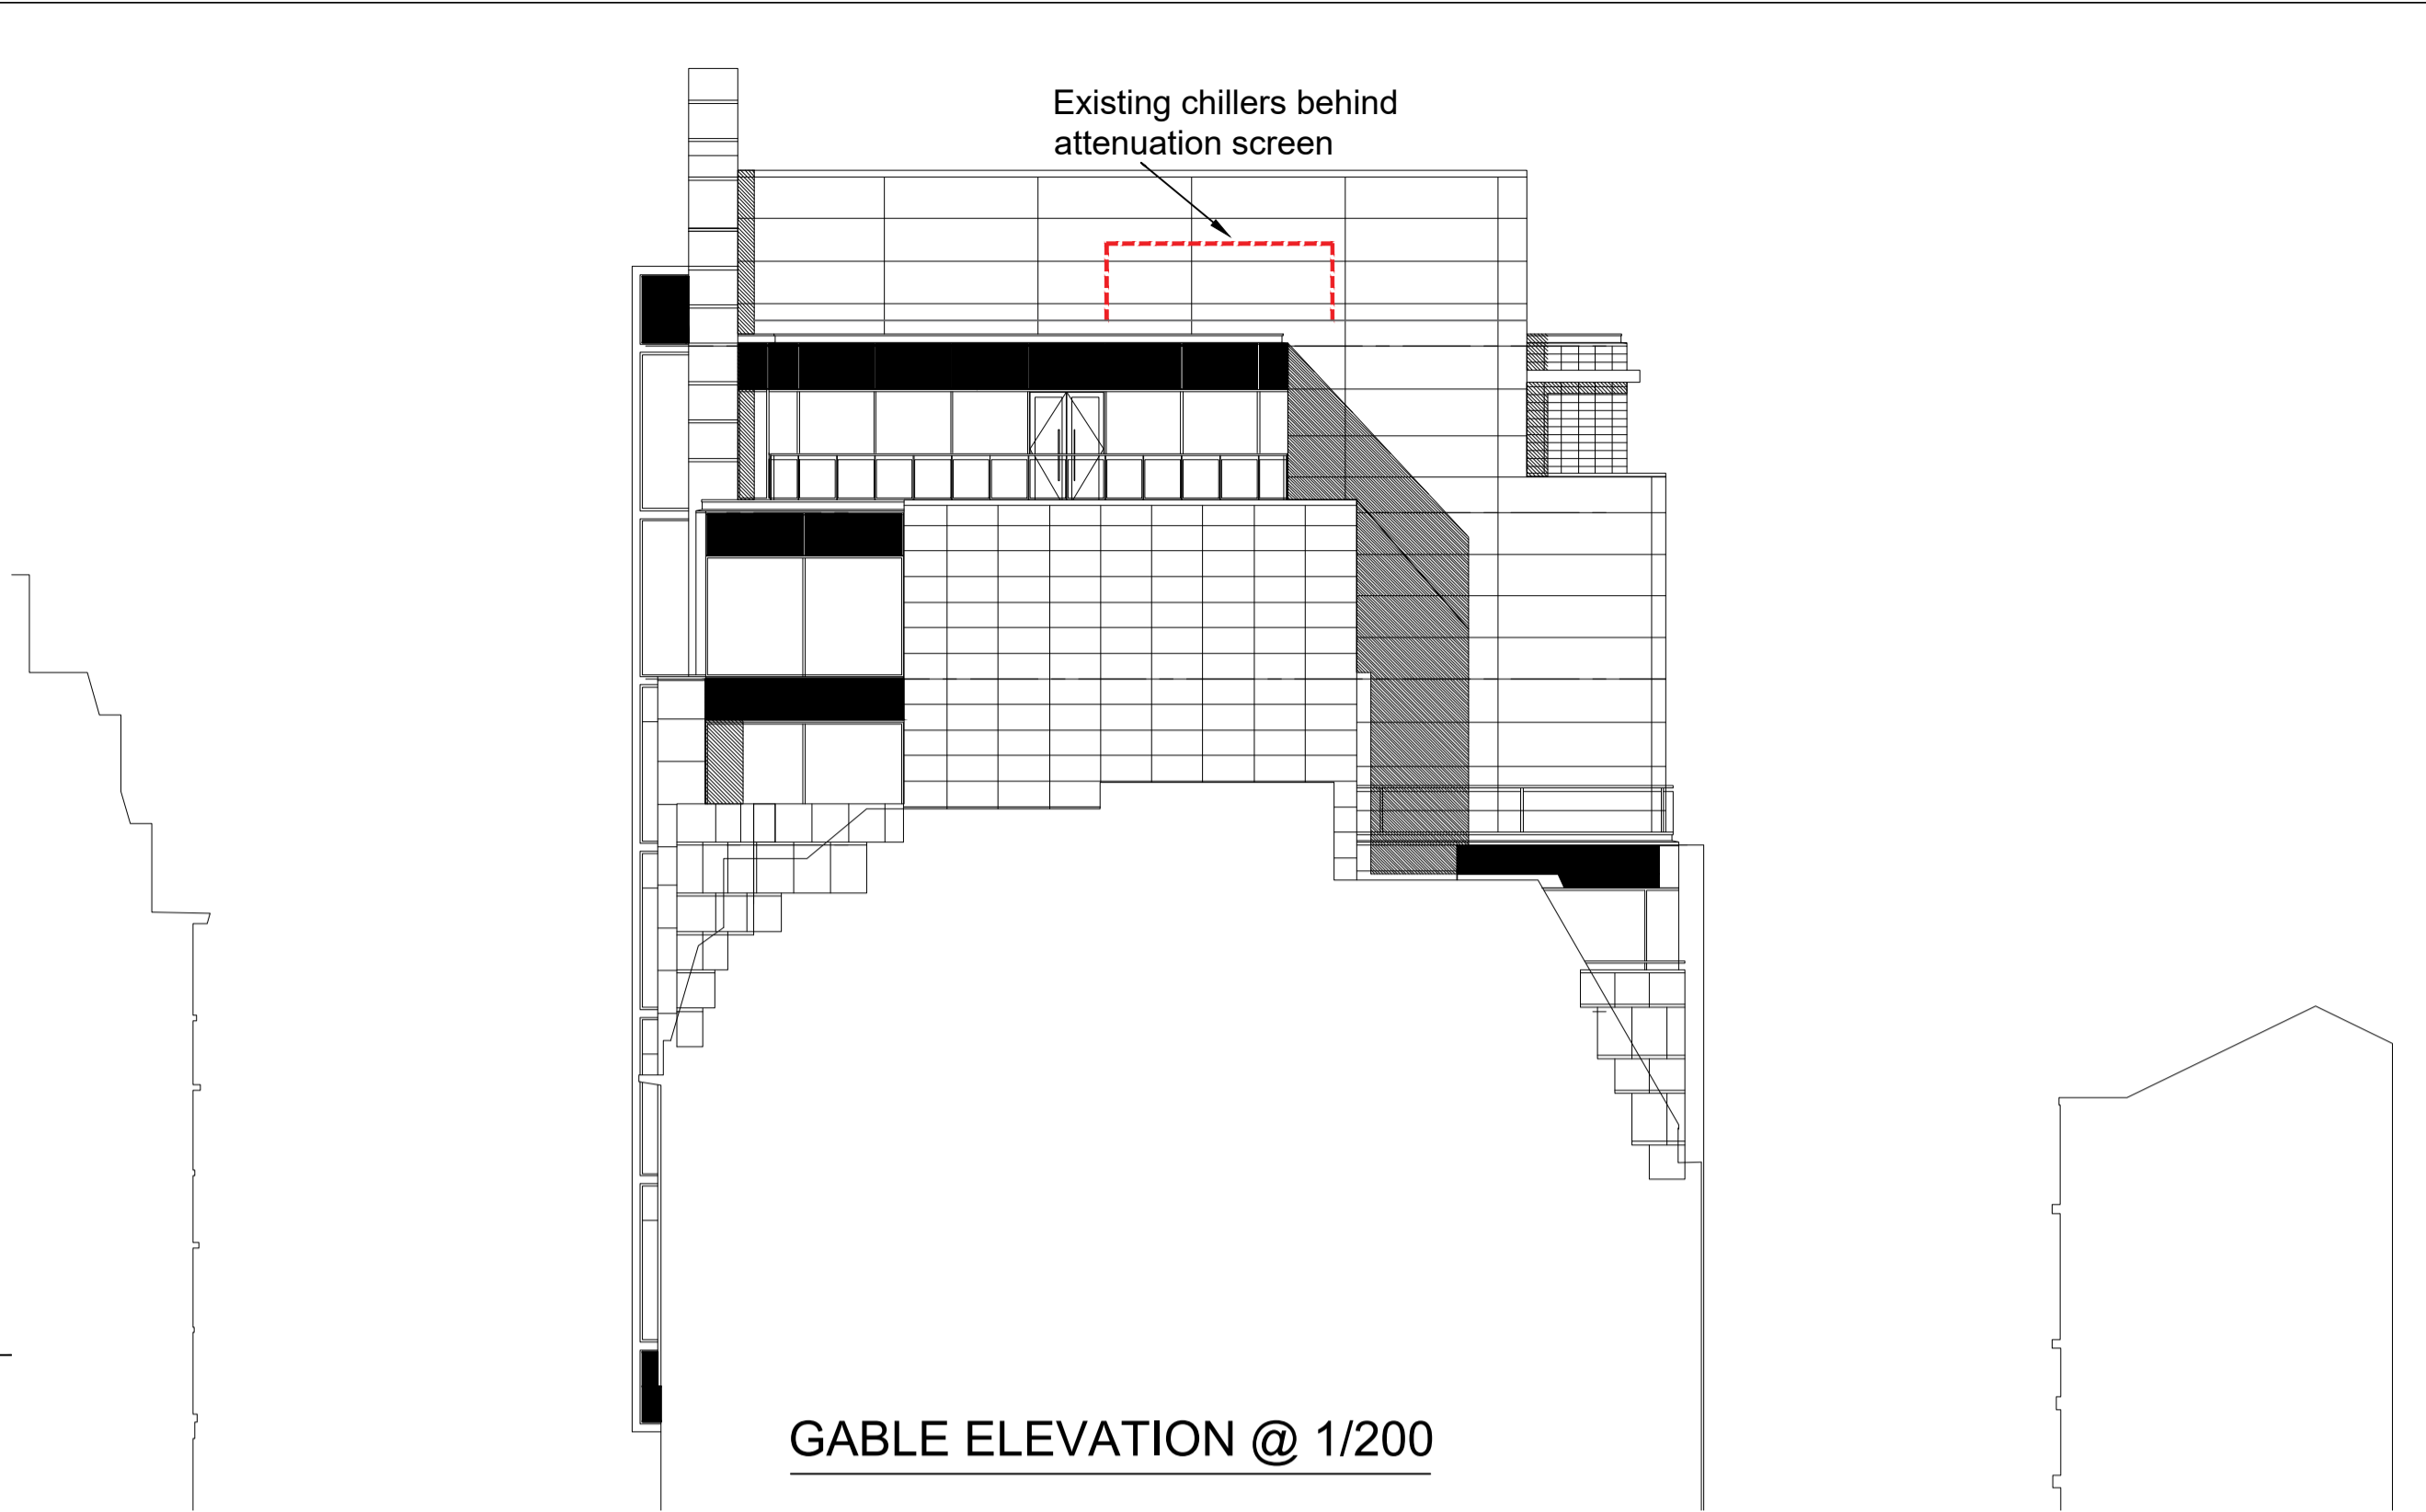 Existing chillers behind
attenuation screen
GABLE ELEVATION @ 1/200